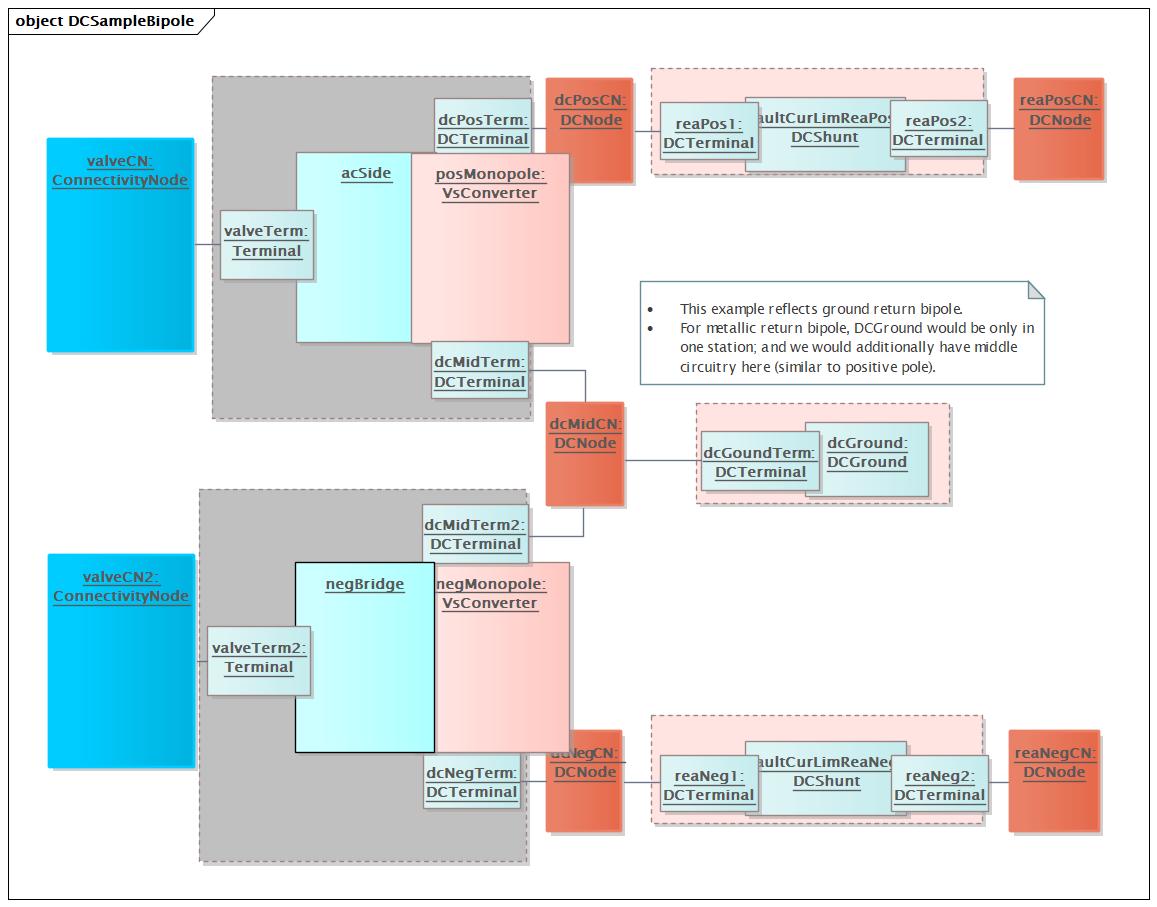 object DCSampleBipole
dcPosTerm:
DCTerminal
dcPosCN:
DCNode
reaPos1:
DCTerminal
aultCurLimReaPos
DCShunt
reaPos2:
DCTerminal
reaPosCN:
DCNode
valveCN:
ConnectivityNode
valveTerm:
Terminal
acSide
posMonopole:
VsConverter
• This example reflects ground return bipole.
• For metallic return bipole, DCGround would be only in
one station; and we would additionally have middle
circuitry here (similar to positive pole).
dcMidTerm:
DCTerminal
dcMidCN:
DCNode
dcGoundTerm:
DCTerminal
dcGround:
DCGround
dcMidTerm2:
DCTerminal
valveCN2:
ConnectivityNode
valveTerm2:
Terminal
negBridge
negMonopole:
VsConverter
dcNegTerm:
DCTerminal
dcNegCN:
DCNode
reaNeg1:
DCTerminal
aultCurLimReaNeg
DCShunt
reaNeg2:
DCTerminal
reaNegCN:
DCNode